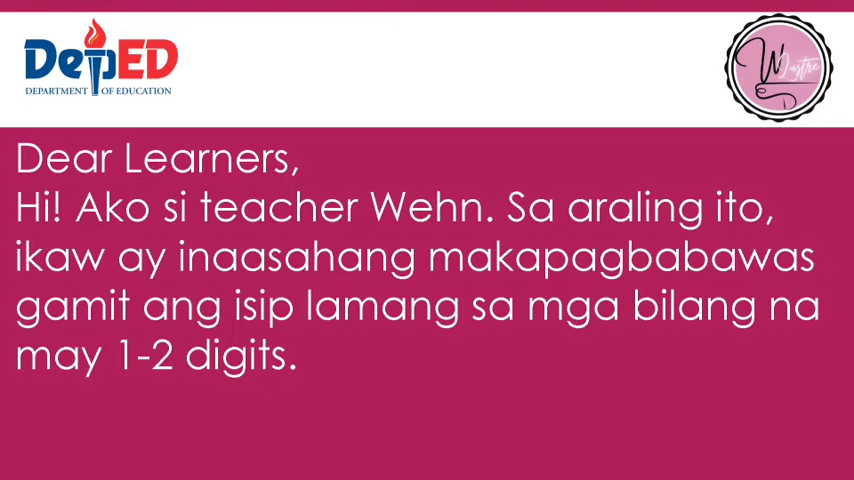 DepED
DEPARTMENT OF EDUCATION
W
Lustre
Dear Learners,
Hi! Ako si teacher Wehn. Sa araling ito,
ikaw ay inaasahang makapagbabawas
gamit ang isip lamang sa mga bilang na
may 1-2 digits.